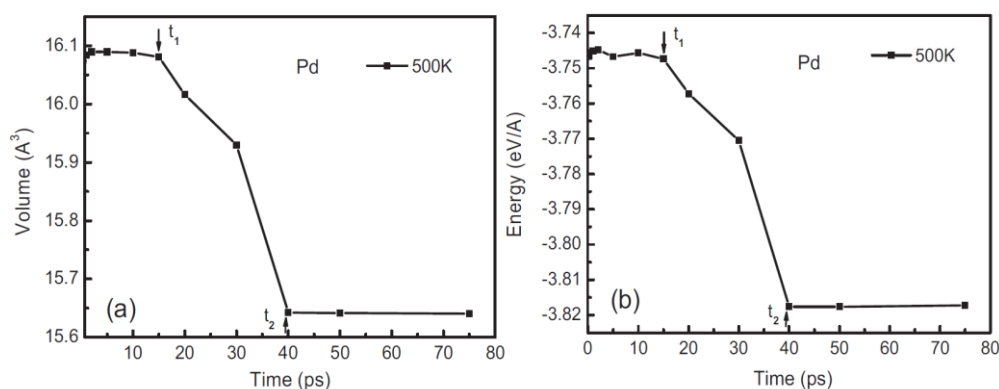 16.1
16.0
15.9
15.8
15.7
15.6
0 10 20 30 40 50 60 70 80
Volume (A³)
Time (ps)
t₁
t₂
Pd
500K
(a)
-3.74
-3.75
-3.76
-3.77
-3.78
-3.79
-3.80
-3.81
-3.82
0 10 20 30 40 50 60 70 80
Energy (eV/A)
Time (ps)
t₁
t₂
Pd
500K
(b)